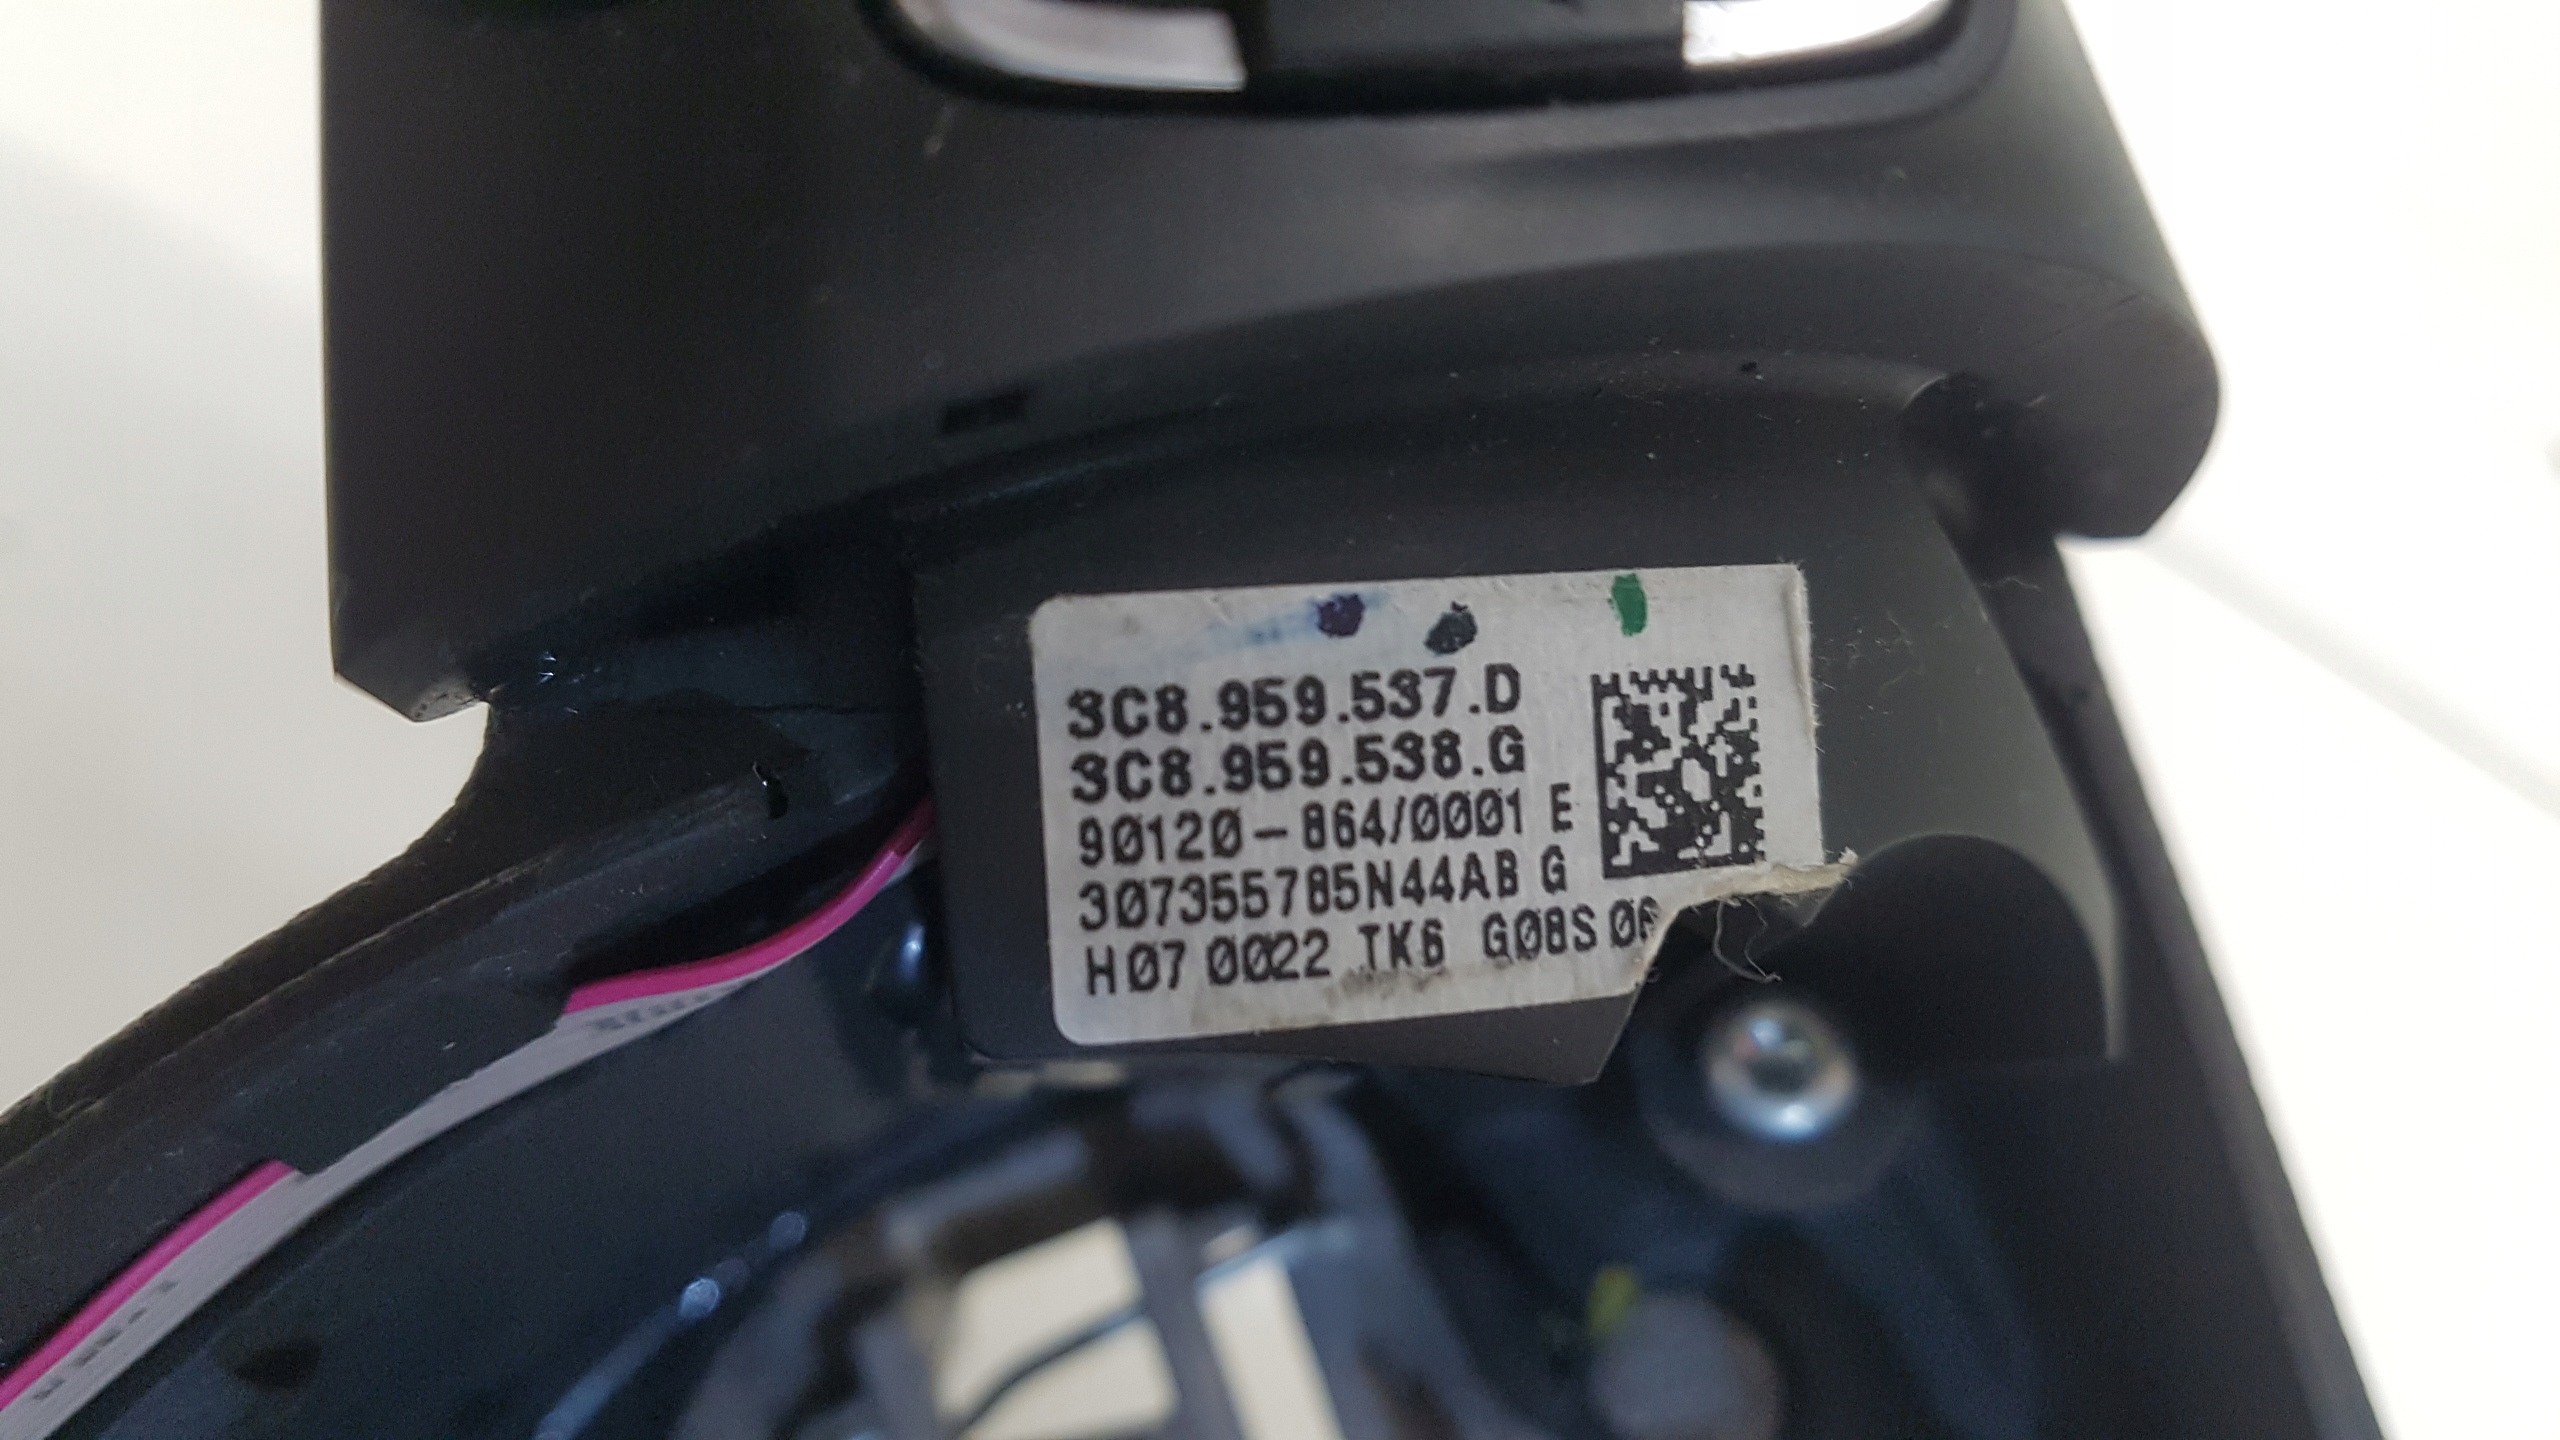 3C8.959.537.D
3C8.959.538.G
90120-864/0001 E
307355785N44AB G
H07 0022 TK6 G08S